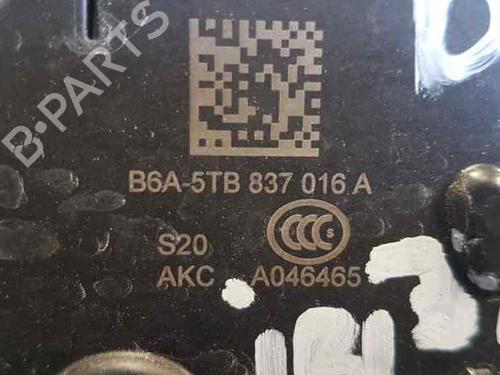 B-PARTS
B6A-5TB 837 016 A
S20
CCC S
AKC A046465